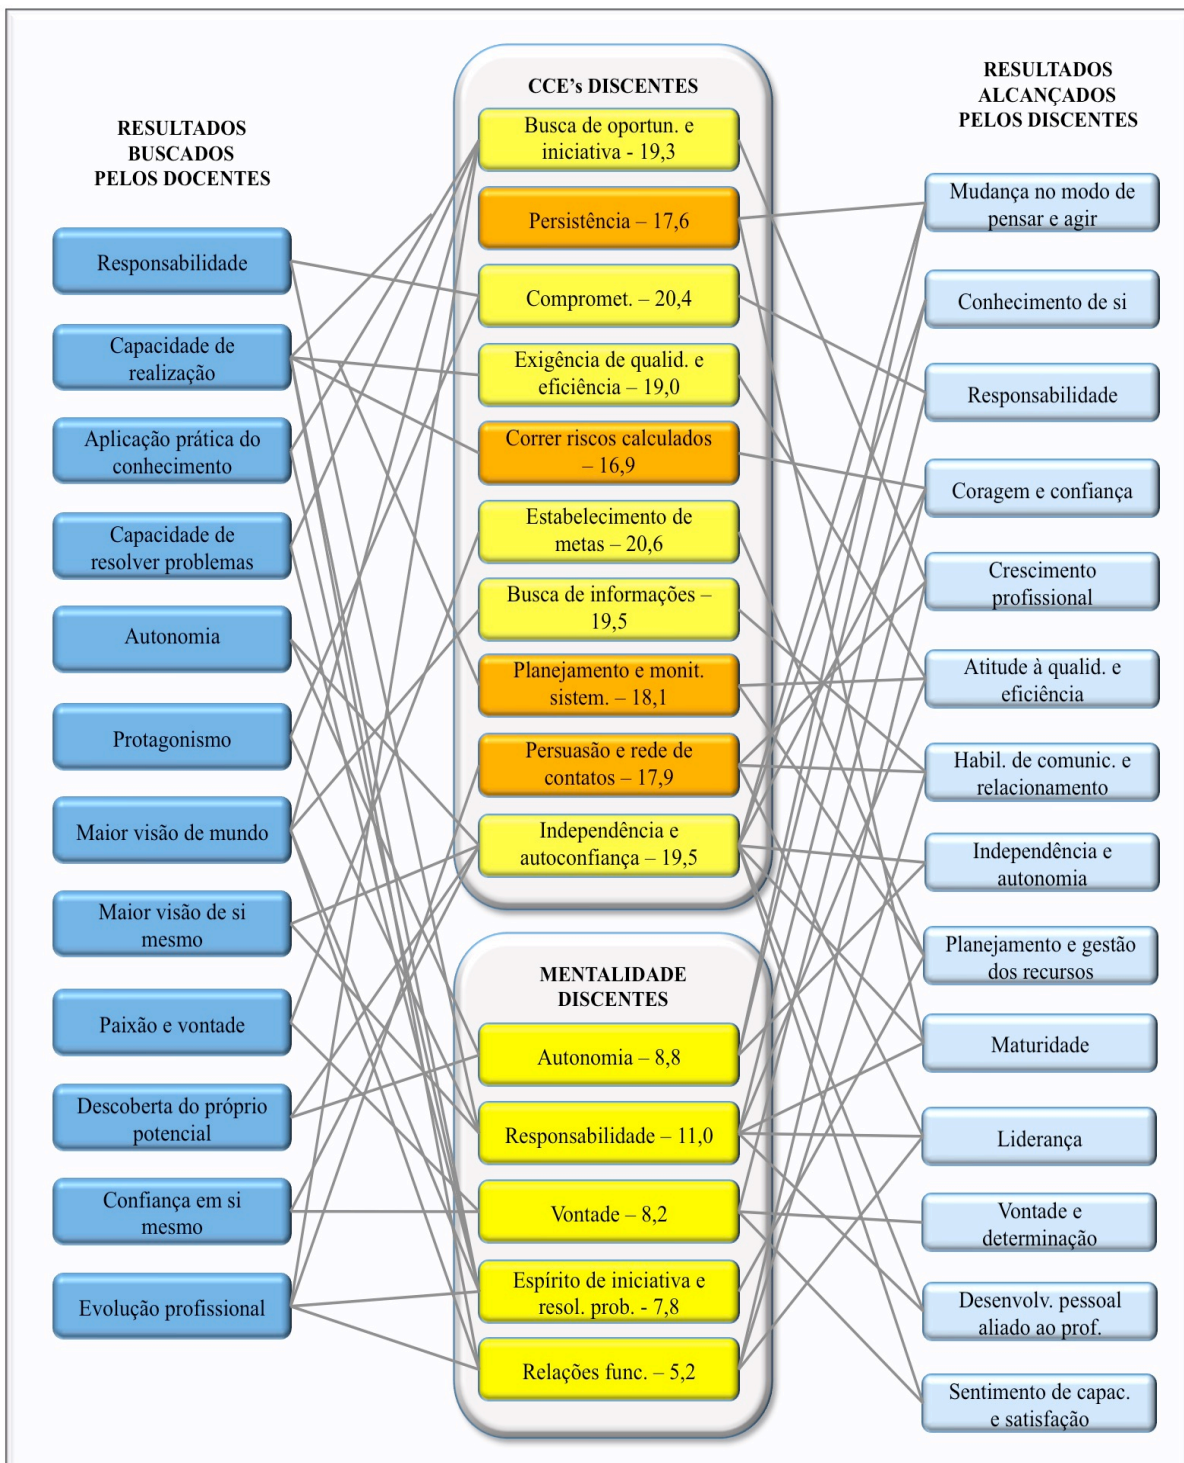 RESULTADOS
BUSCADOS
PELOS DOCENTES
Responsabilidade
Capacidade de
realização
Aplicação prática do
conhecimento
Capacidade de
resolver problemas
Autonomia
Protagonismo
Maior visão de mundo
Maior visão de si
mesmo
Paixão e vontade
Descoberta do próprio
potencial
Confiança em si
mesmo
Evolução profissional
CCE's DISCENTES
Busca de oportun. e
iniciativa - 19,3
Persistência – 17,6
Compromet. – 20,4
Exigência de qualid. e
eficiência – 19,0
Correr riscos calculados
– 16,9
Estabelecimento de
metas – 20,6
Busca de informações –
19,5
Planejamento e monit.
sistem. – 18,1
Persuasão e rede de
contatos – 17,9
Independência e
autoconfiança – 19,5
MENTALIDADE
DISCENTES
Autonomia – 8,8
Responsabilidade – 11,0
Vontade – 8,2
Espírito de iniciativa e
resol. prob. - 7,8
Relações func. – 5,2
RESULTADOS
ALCANÇADOS
PELOS DISCENTES
Mudança no modo de
pensar e agir
Conhecimento de si
Responsabilidade
Coragem e confiança
Crescimento
profissional
Atitude à qualid. e
eficiência
Habil. de comunic. e
relacionamento
Independência e
autonomia
Planejamento e gestão
dos recursos
Maturidade
Liderança
Vontade e
determinação
Desenvolv. pessoal
aliado ao prof.
Sentimento de capac.
e satisfação